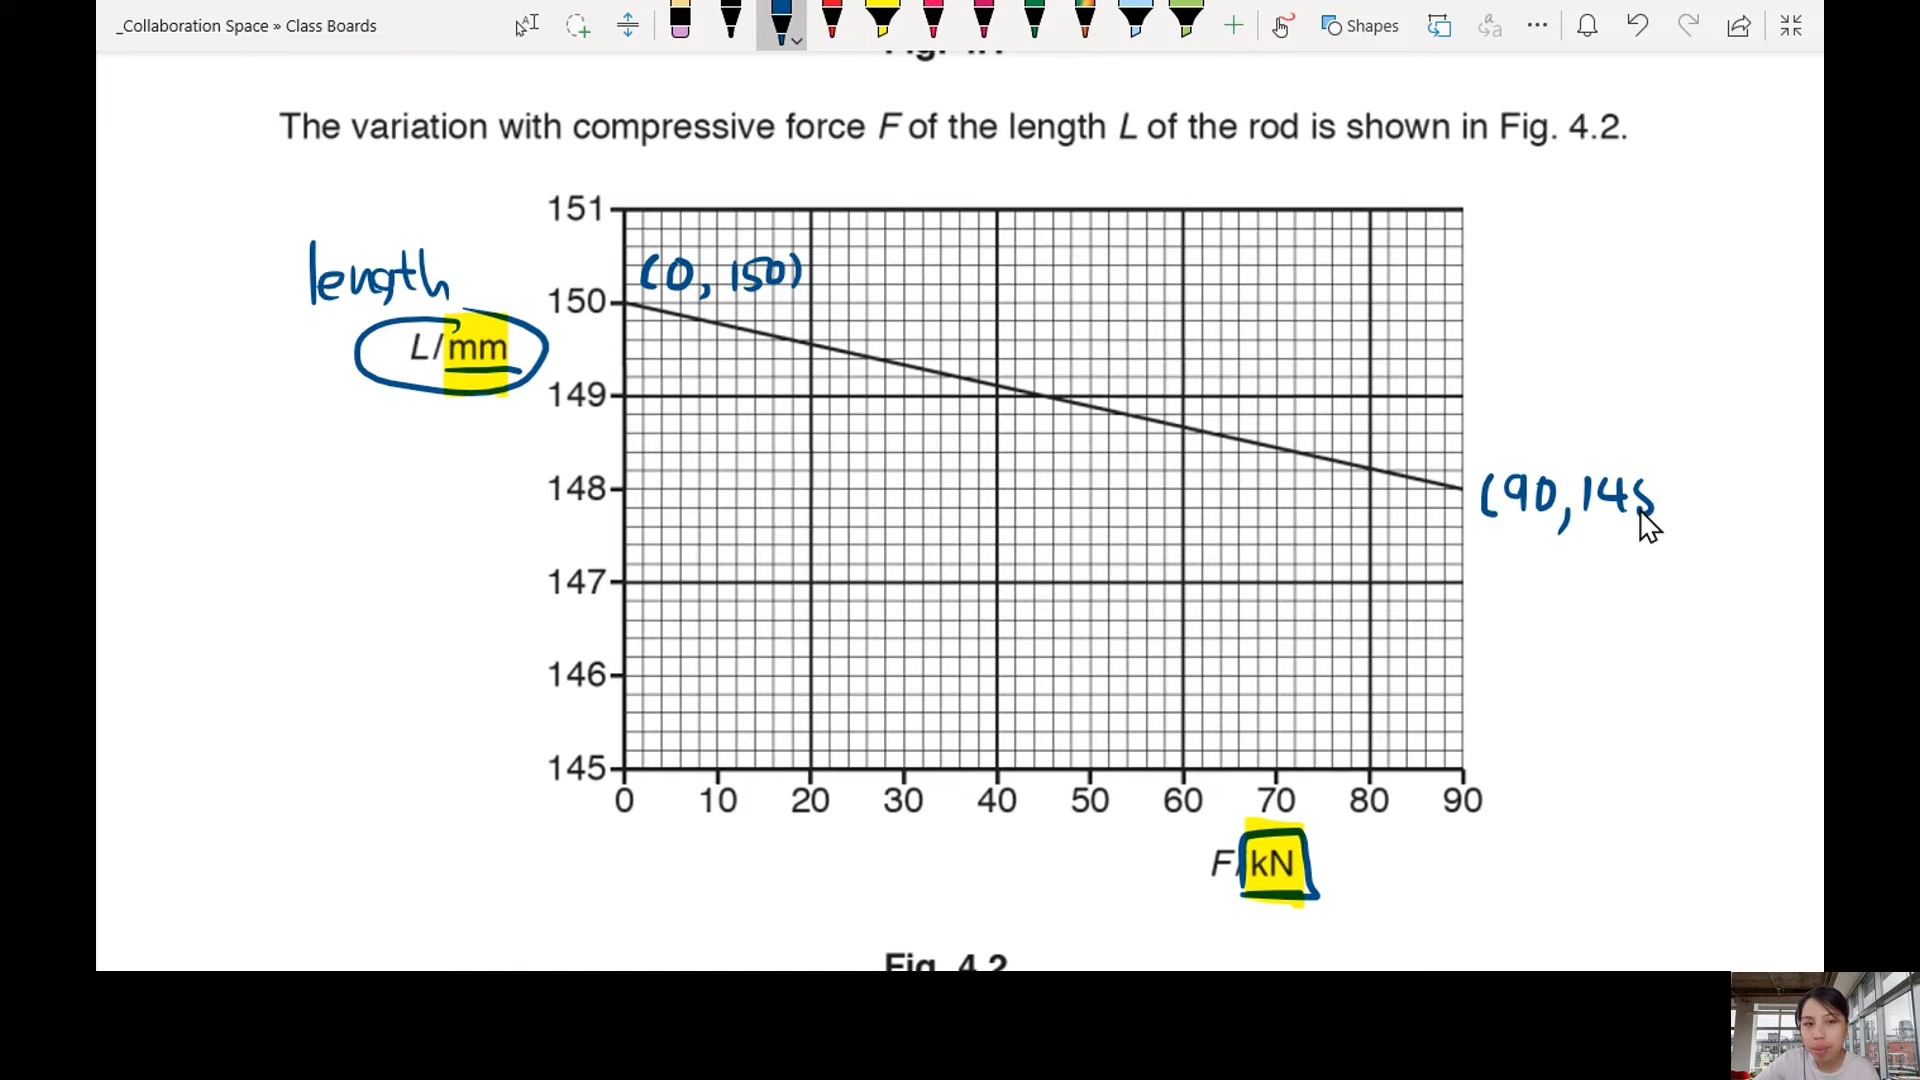 _Collaboration Space » Class Boards
Shapes
The variation with compressive force F of the length L of the rod is shown in Fig. 4.2.
151
length
(0, 150)
150
L/mm
149
148
(90,14
147
146
145
0 10 20 30 40 50 60 70 80 90
F/kN
Fig. 4.2